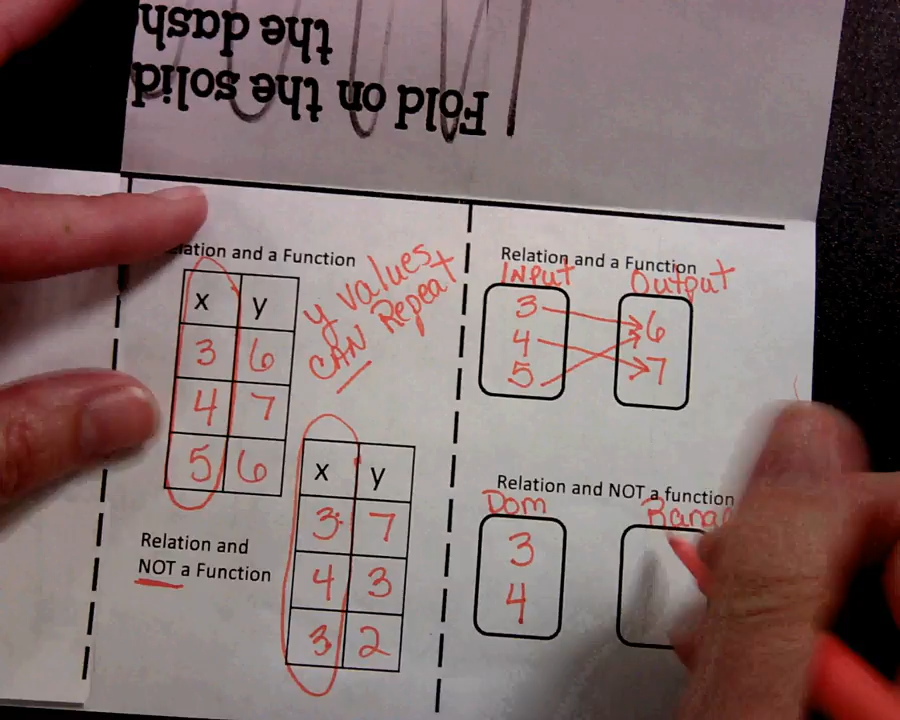 Fold on the solid
the dash
Relation and a Function
x y
3 6
4 7
5 6
y values
CAN Repeat
Relation and
NOT a Function
x y
3 7
4 3
3 2
Relation and a Function
Input Output
3 6
4 7
5
Relation and NOT a function
Dom
3
4